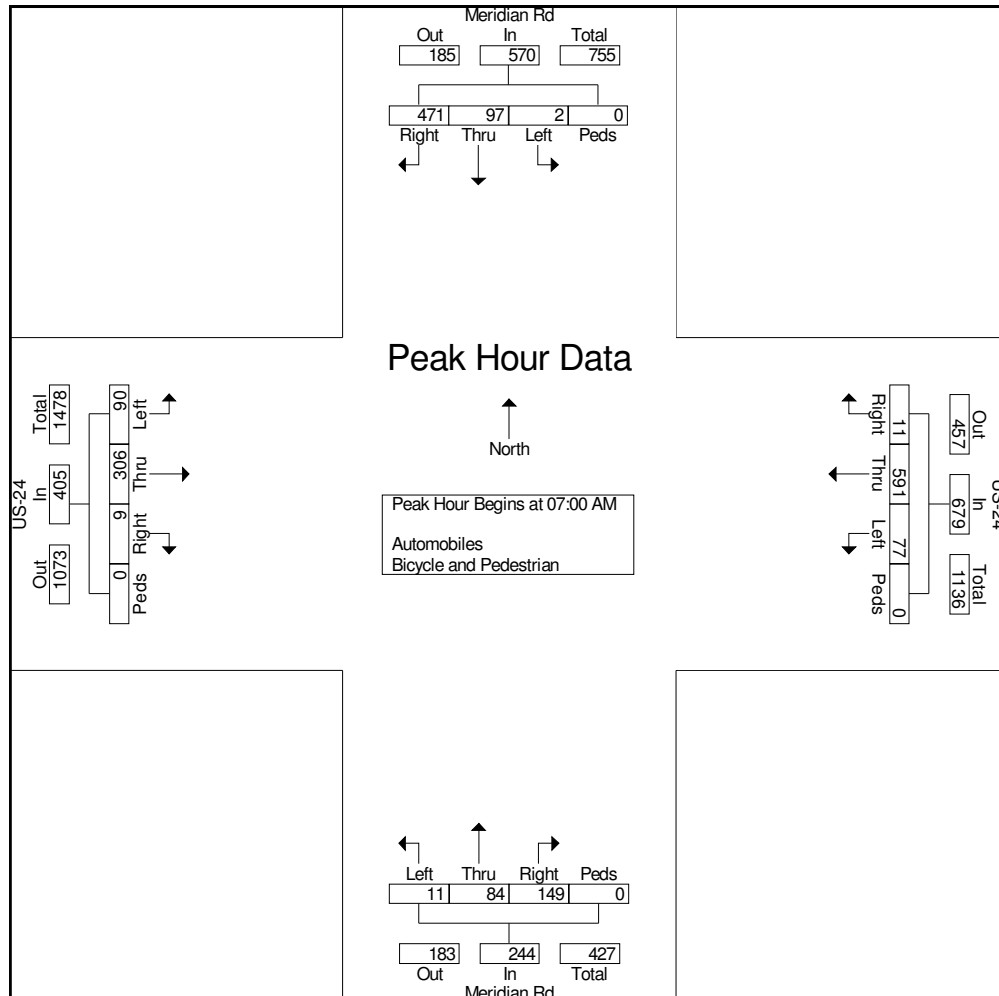 Meridian Rd
Out In Total
185 570 755
471 97 2 0
Right Thru Left Peds
Peak Hour Data
North
Peak Hour Begins at 07:00 AM
Automobiles
Bicycle and Pedestrian
US-24
Total In Out
1478 405 1073
90 306 9 0
Left Thru Right Peds
US-24
Out In Total
457 679 1136
11 591 77 0
Right Thru Left Peds
Left Thru Right Peds
11 84 149 0
183 244 427
Out In Total
Meridian Rd